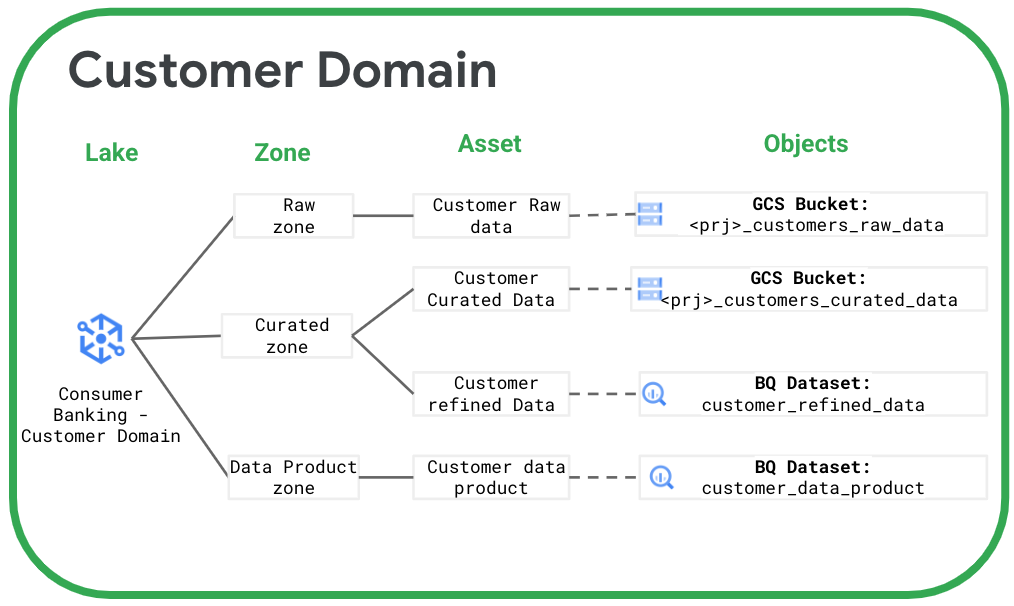 Customer Domain
Lake
Zone
Asset
Objects
Raw
zone
Customer Raw
data
GCS Bucket:
<prj>_customers_raw_data
Customer
Curated Data
GCS Bucket:
<prj>_customers_curated_data
Curated
zone
Consumer
Banking -
Customer Domain
Customer
refined Data
BQ Dataset:
customer_refined_data
Data Product
zone
Customer data
product
BQ Dataset:
customer_data_product